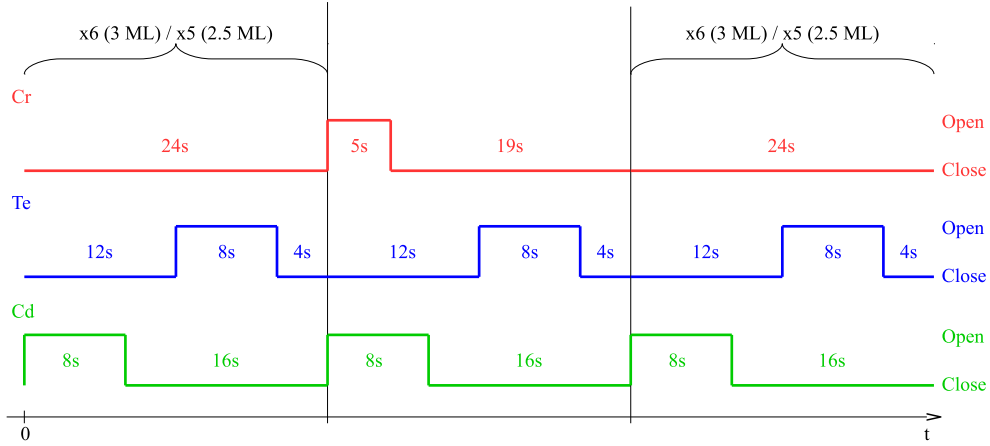 x6 (3 ML) / x5 (2.5 ML) x6 (3 ML) / x5 (2.5 ML)
Cr
Open
24s 5s 19s 24s
Close
Te
Open
12s 8s 4s 12s 8s 4s 12s 8s 4s
Close
Cd
Open
8s 16s 8s 16s 8s 16s
Close
0 t